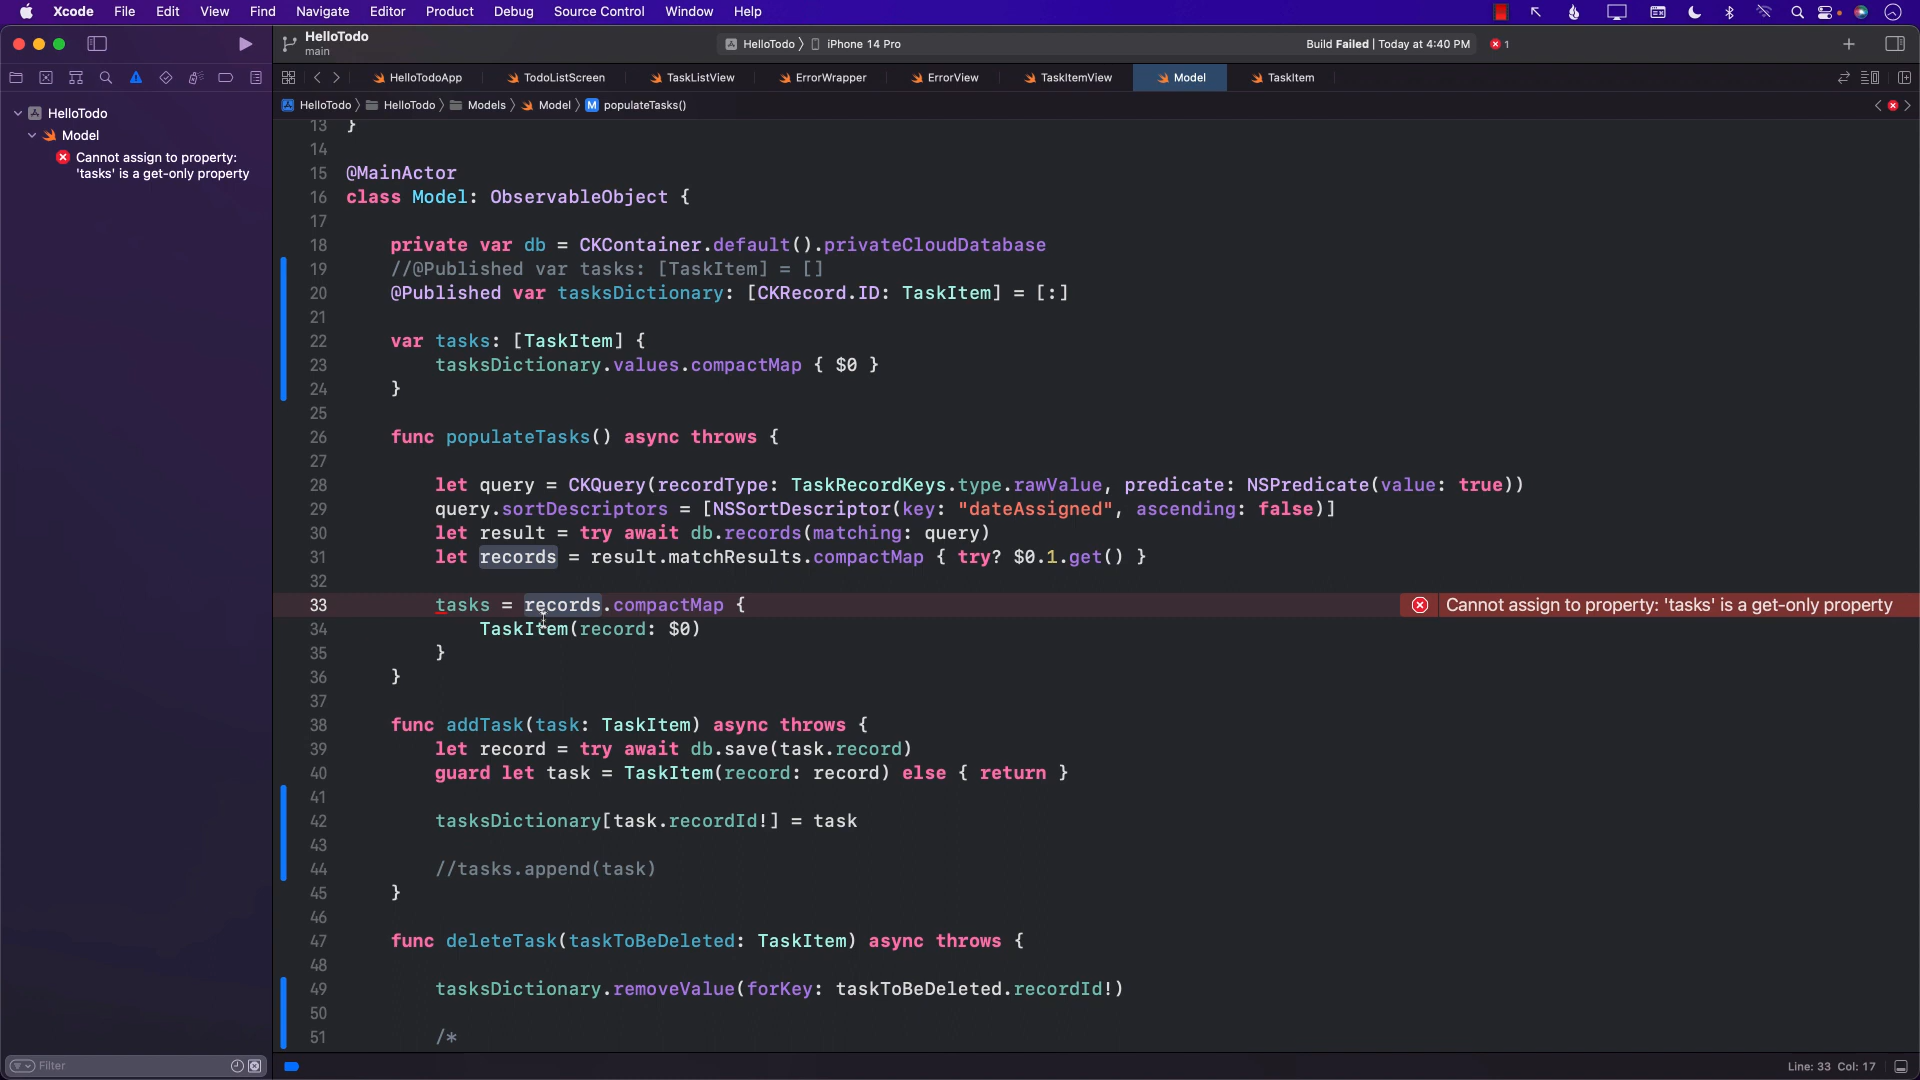 Xcode File Edit View Find Navigate Editor Product Debug Source Control Window Help
HelloTodo
main
HelloTodo iPhone 14 Pro
Build Failed | Today at 4:40 PM 1
HelloTodoApp TodoListScreen TaskListView ErrorWrapper ErrorView TaskItemView Model TaskItem
HelloTodo HelloTodo Models Model M populateTasks()
HelloTodo
Model
Cannot assign to property:
'tasks' is a get-only property
13 }
14
15 @MainActor
16 class Model: ObservableObject {
17
18 private var db = CKContainer.default().privateCloudDatabase
19 //@Published var tasks: [TaskItem] = []
20 @Published var tasksDictionary: [CKRecord.ID: TaskItem] = [:]
21
22 var tasks: [TaskItem] {
23 tasksDictionary.values.compactMap { $0 }
24 }
25
26 func populateTasks() async throws {
27
28 let query = CKQuery(recordType: TaskRecordKeys.type.rawValue, predicate: NSPredicate(value: true))
29 query.sortDescriptors = [NSSortDescriptor(key: "dateAssigned", ascending: false)]
30 let result = try await db.records(matching: query)
31 let records = result.matchResults.compactMap { try? $0.1.get() }
32
33 tasks = records.compactMap { Cannot assign to property: 'tasks' is a get-only property
34 TaskItem(record: $0)
35 }
36 }
37
38 func addTask(task: TaskItem) async throws {
39 let record = try await db.save(task.record)
40 guard let task = TaskItem(record: record) else { return }
41
42 tasksDictionary[task.recordId!] = task
43
44 //tasks.append(task)
45 }
46
47 func deleteTask(taskToBeDeleted: TaskItem) async throws {
48
49 tasksDictionary.removeValue(forKey: taskToBeDeleted.recordId!)
50
51 /*
Filter
Line: 33 Col: 17